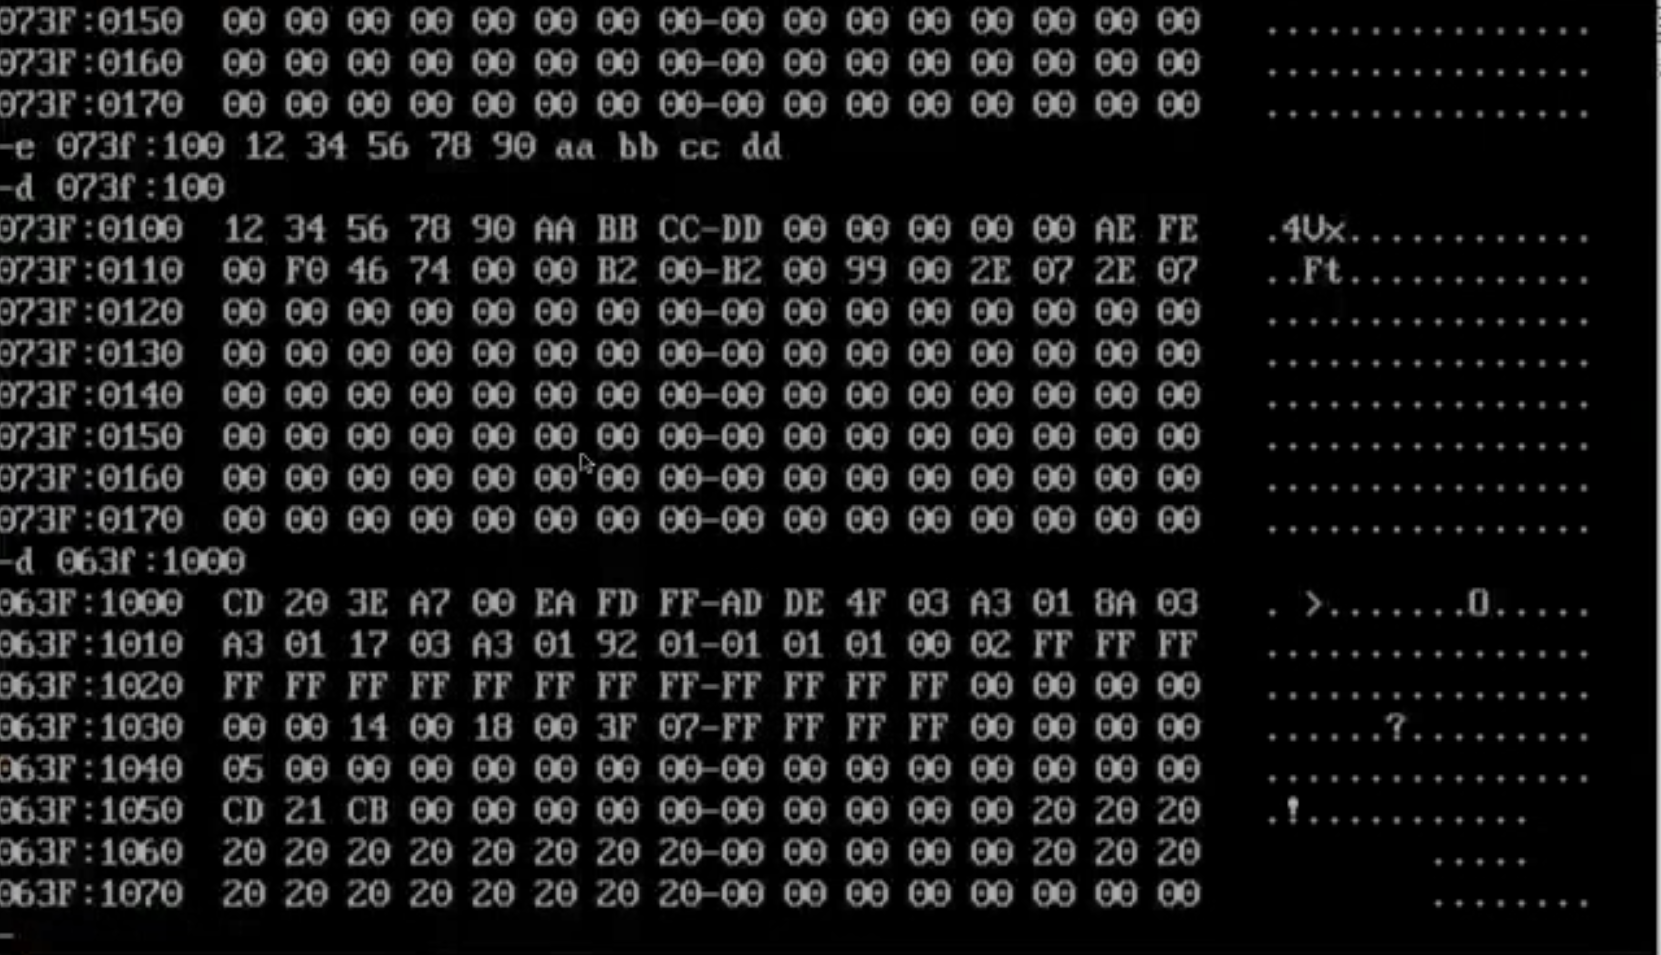 073F:0150  00 00 00 00 00 00 00 00-00 00 00 00 00 00 00 00   ................
073F:0160  00 00 00 00 00 00 00 00-00 00 00 00 00 00 00 00   ................
073F:0170  00 00 00 00 00 00 00 00-00 00 00 00 00 00 00 00   ................
-e 073f:100 12 34 56 78 90 aa bb cc dd
-d 073f:100
073F:0100  12 34 56 78 90 AA BB CC-DD 00 00 00 00 00 AE FE   .4Vx............
073F:0110  00 F0 46 74 00 00 B2 00-B2 00 99 00 2E 07 2E 07   ..Ft............
073F:0120  00 00 00 00 00 00 00 00-00 00 00 00 00 00 00 00   ................
073F:0130  00 00 00 00 00 00 00 00-00 00 00 00 00 00 00 00   ................
073F:0140  00 00 00 00 00 00 00 00-00 00 00 00 00 00 00 00   ................
073F:0150  00 00 00 00 00 00 00 00-00 00 00 00 00 00 00 00   ................
073F:0160  00 00 00 00 00 00 00 00-00 00 00 00 00 00 00 00   ................
073F:0170  00 00 00 00 00 00 00 00-00 00 00 00 00 00 00 00   ................
-d 063f:1000
063F:1000  CD 20 3E A7 00 EA FD FF-AD DE 4F 03 A3 01 8A 03   . >.......O.....
063F:1010  A3 01 17 03 A3 01 92 01-01 01 01 00 02 FF FF FF   ................
063F:1020  FF FF FF FF FF FF FF FF-FF FF FF FF 00 00 00 00   ................
063F:1030  00 00 14 00 18 00 3F 07-FF FF FF FF 00 00 00 00   ......?.........
063F:1040  05 00 00 00 00 00 00 00-00 00 00 00 00 00 00 00   ................
063F:1050  CD 21 CB 00 00 00 00 00-00 00 00 00 00 20 20 20   .!...........
063F:1060  20 20 20 20 20 20 20 20-00 00 00 00 00 20 20 20           .....
063F:1070  20 20 20 20 20 20 20 20-00 00 00 00 00 00 00 00           ........
-